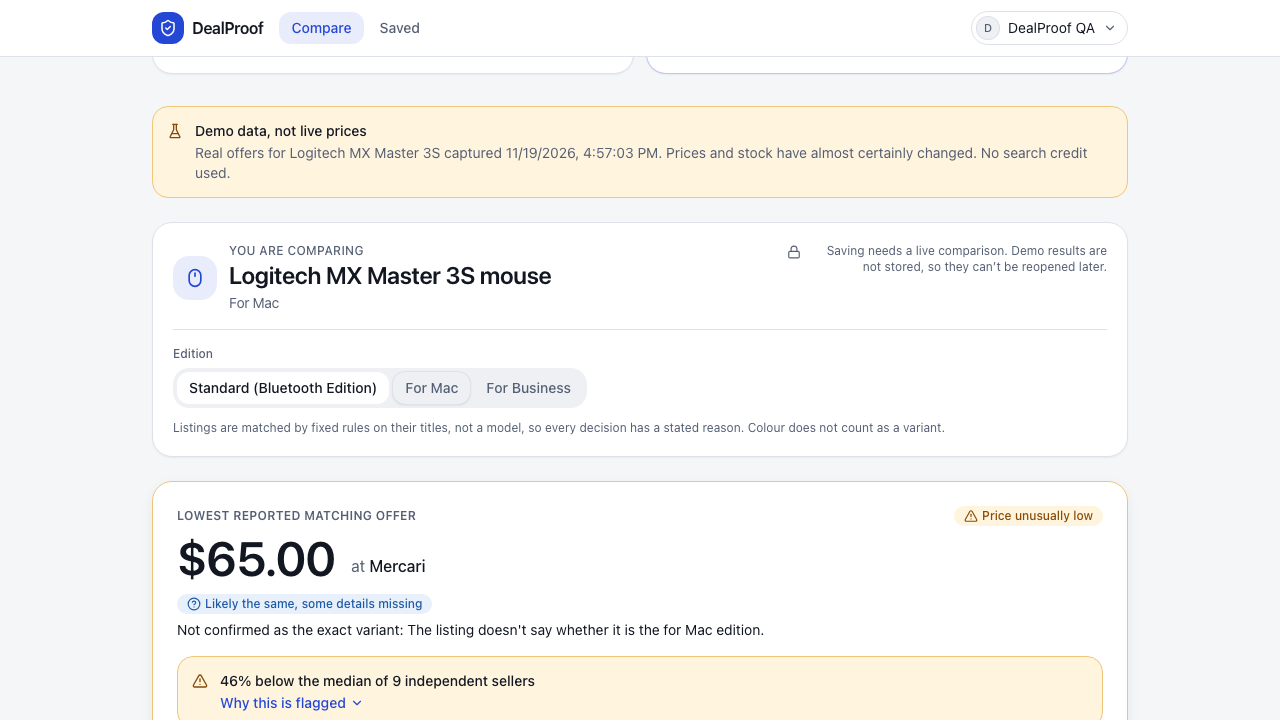 DealProof
Compare
Saved
D
DealProof QA
Demo data, not live prices
Real offers for Logitech MX Master 3S captured 11/19/2026, 4:57:03 PM. Prices and stock have almost certainly changed. No search credit
used.
YOU ARE COMPARING
Logitech MX Master 3S mouse
For Mac
Saving needs a live comparison. Demo results are
not stored, so they can't be reopened later.
Edition
Standard (Bluetooth Edition)
For Mac
For Business
Listings are matched by fixed rules on their titles, not a model, so every decision has a stated reason. Colour does not count as a variant.
LOWEST REPORTED MATCHING OFFER
Price unusually low
$65.00 at Mercari
Likely the same, some details missing
Not confirmed as the exact variant: The listing doesn't say whether it is the for Mac edition.
46% below the median of 9 independent sellers
Why this is flagged